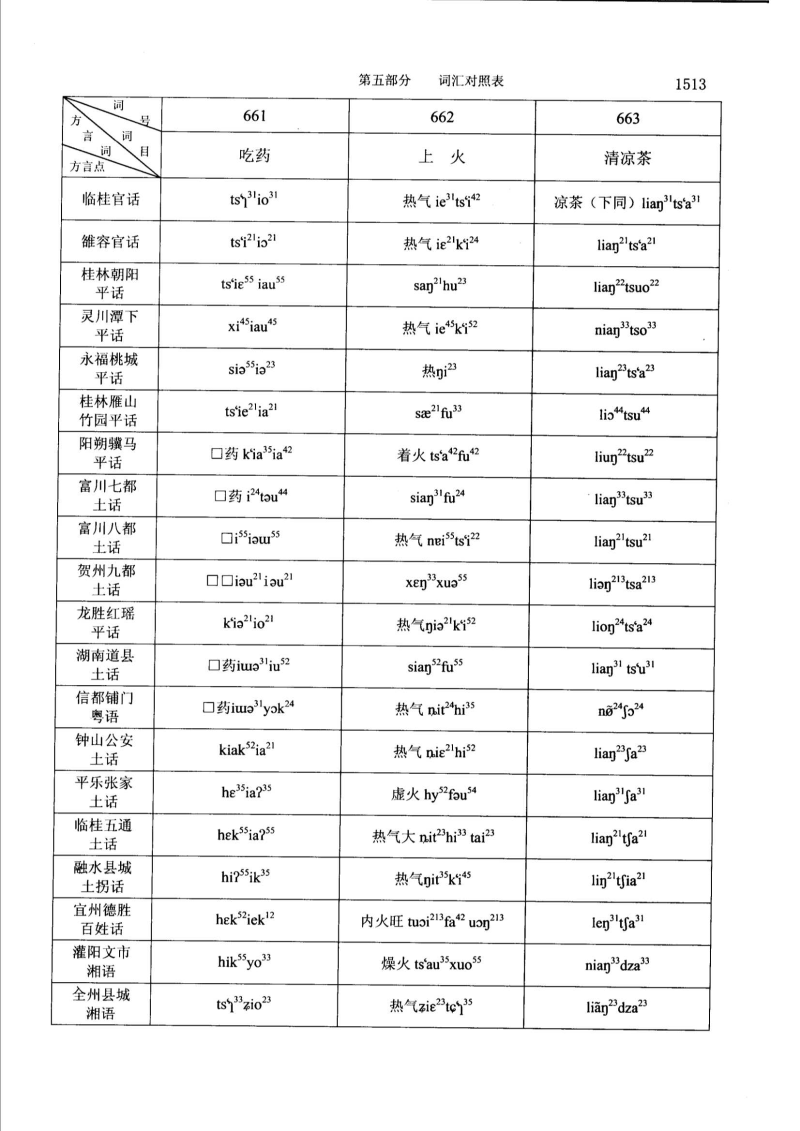 第五部分 词汇对照表 1513
词 号 661 662 663
方言 词 词目 方言点 吃药 上 火 清凉茶
临桂官话 tsʻʅ³¹io³¹ 热气 ie³¹tsʻi⁴² 凉茶（下同）liaŋ³¹tsʻa³¹
雒容官话 tsʻi²¹iɔ²¹ 热气 iɛ²¹kʻi²⁴ liaŋ²¹tsʻa²¹
桂林朝阳
平话 tsʻiɛ⁵⁵ iau⁵⁵ saŋ²¹hu²³ liaŋ²²tsuo²²
灵川潭下
平话 xi⁴⁵iau⁴⁵ 热气 ie⁴⁵kʻi⁵² niaŋ³³tso³³
永福桃城
平话 siə⁵⁵iə²³ 热ŋi²³ liaŋ²³tsʻa²³
桂林雁山
竹园平话 tsʻie²¹ia²¹ sæ²¹fu³³ liɔ⁴⁴tsu⁴⁴
阳朔骥马
平话 □药 kʻia³⁵ia⁴² 着火 tsʻa⁴²fu⁴² liuŋ²²tsu²²
富川七都
土话 □药 i²⁴təu⁴⁴ siaŋ³¹fu²⁴ liaŋ³³tsu³³
富川八都
土话 □i⁵⁵iəɯ⁵⁵ 热气 nɐi⁵⁵tsʻi²² liaŋ²¹tsu²¹
贺州九都
土话 □□iəu²¹iəu²¹ xɛŋ³³xuə⁵⁵ liəŋ²¹³tsa²¹³
龙胜红瑶
平话 kʻiə²¹io²¹ 热气ŋiə²¹kʻi⁵² lioŋ²⁴tsʻa²⁴
湖南道县
土话 □药iɯə³¹iu⁵² siaŋ⁵²fu⁵⁵ liaŋ³¹ tsʻu³¹
信都铺门
粤语 □药iɯə³¹yɔk²⁴ 热气 ȵit²⁴hi³⁵ nø̃²⁴ʃɔ²⁴
钟山公安
土话 kiak⁵²ia²¹ 热气 ȵiɛ²¹hi⁵² liaŋ²³ʃa²³
平乐张家
土话 hɛ³⁵iaʔ³⁵ 虚火 hy⁵²fəu⁵⁴ liaŋ³¹ʃa³¹
临桂五通
土话 hɛk⁵⁵iaʔ⁵⁵ 热气大 ȵit²³hi³³ tai²³ liaŋ²¹tʃa²¹
融水县城
土拐话 hiʔ⁵⁵ik³⁵ 热气ŋit³⁵kʻi⁴⁵ liŋ²¹tʃia²¹
宜州德胜
百姓话 hɛk⁵²iek¹² 内火旺 tuɔi²¹³fa⁴² uɔŋ²¹³ leŋ³¹tʃa³¹
灌阳文市
湘语 hik⁵⁵yo³³ 燥火 tsʻau³⁵xuo⁵⁵ niaŋ³³dza³³
全州县城
湘语 tsʻʅ³³ʑio²³ 热气ʑiɛ²³tɕʻʅ³⁵ liãŋ²³dza²³